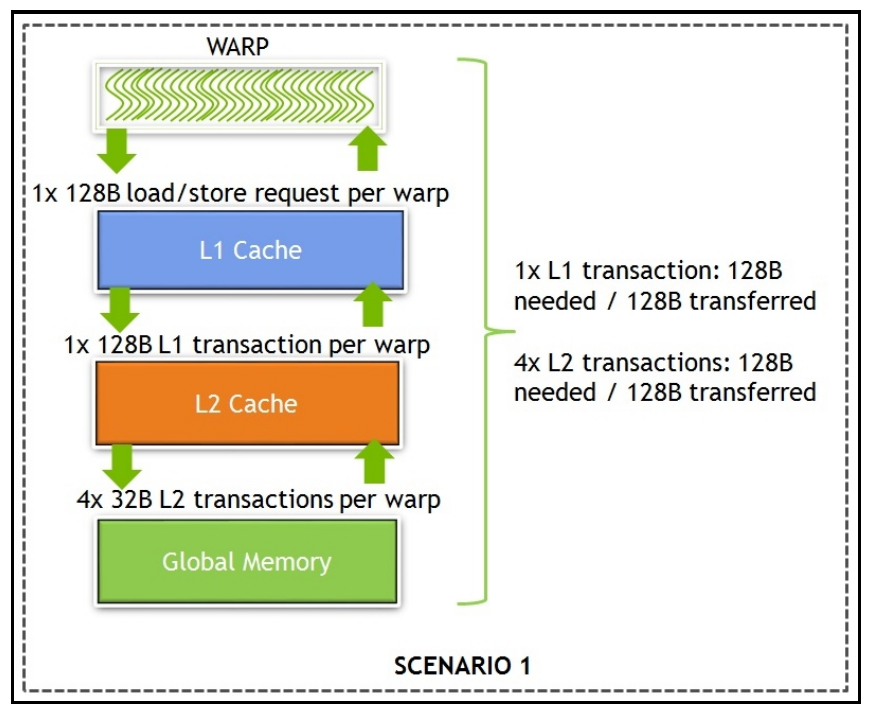 WARP
1x 128B load/store request per warp
L1 Cache
1x 128B L1 transaction per warp
L2 Cache
4x 32B L2 transactions per warp
Global Memory
1x L1 transaction: 128B
needed / 128B transferred
4x L2 transactions: 128B
needed / 128B transferred
SCENARIO 1